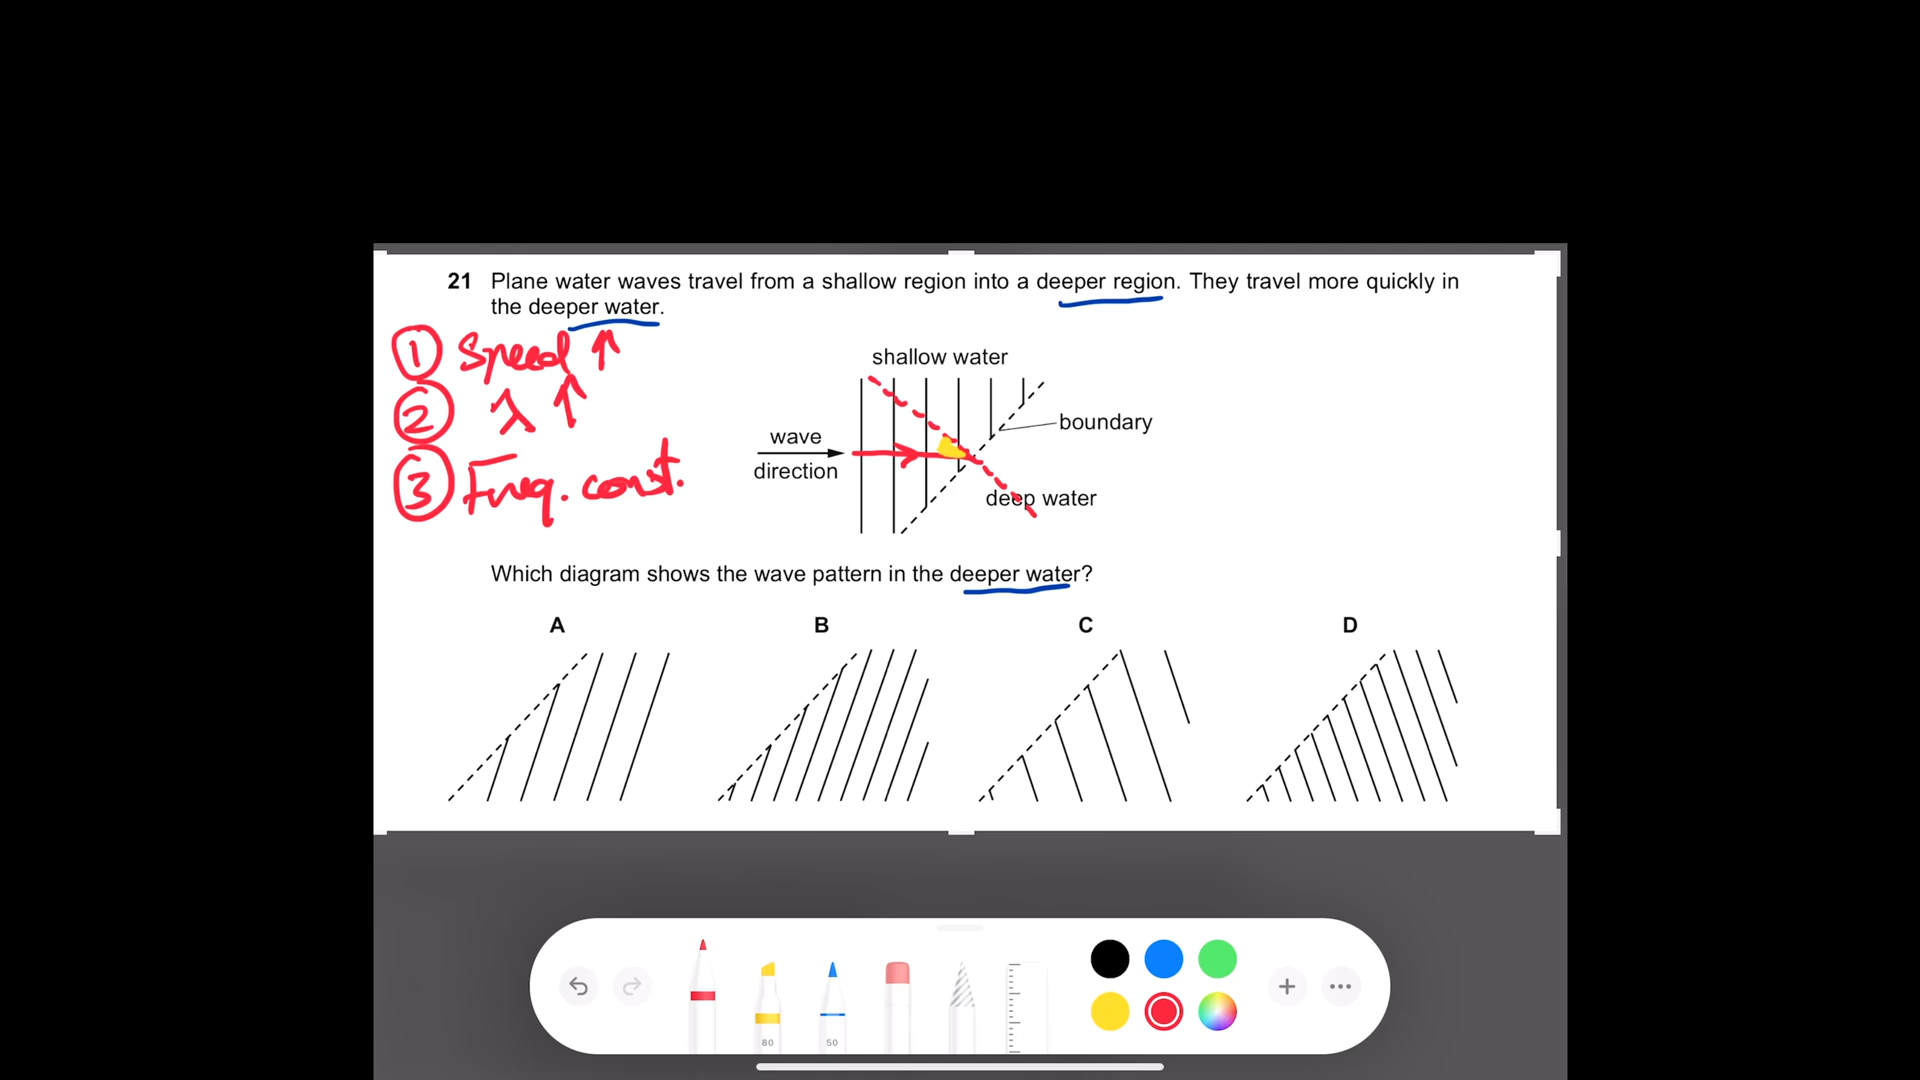 21 Plane water waves travel from a shallow region into a deeper region. They travel more quickly in
the deeper water.
① Speed ↑
② λ ↑
③ Freq. const.
shallow water
boundary
wave
direction
deep water
Which diagram shows the wave pattern in the deeper water?
A B C D
80 50